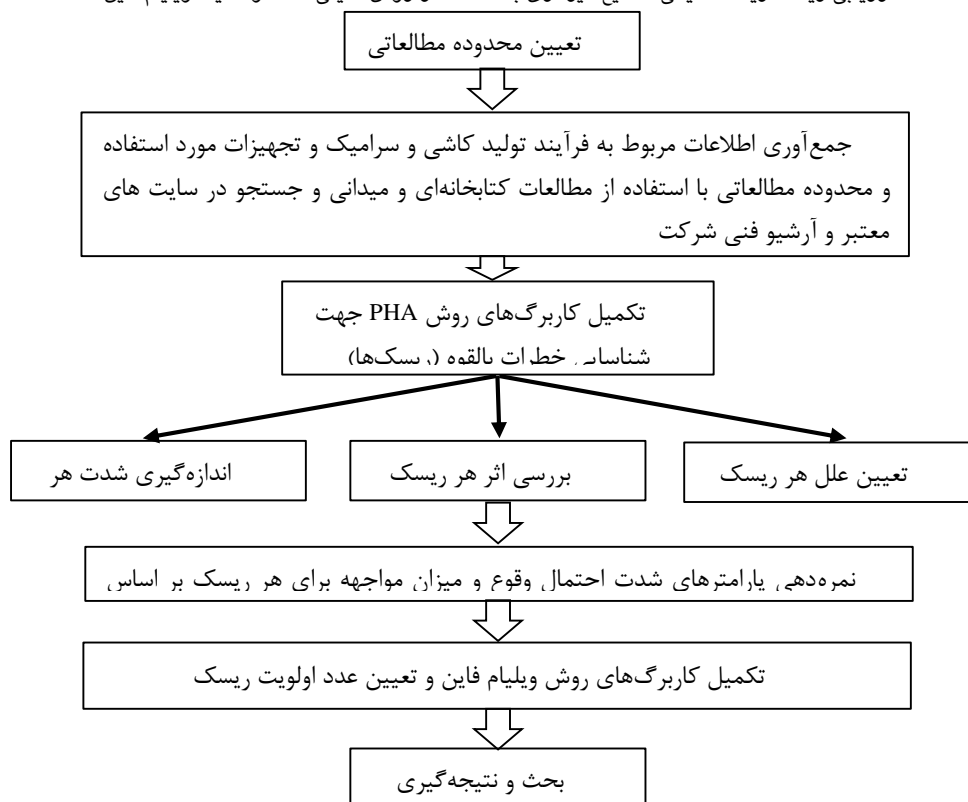 تعیین محدوده مطالعاتی
جمع‌آوری اطلاعات مربوط به فرآیند تولید کاشی و سرامیک و تجهیزات مورد استفاده
و محدوده مطالعاتی با استفاده از مطالعات کتابخانه‌ای و میدانی و جستجو در سایت های
معتبر و آرشیو فنی شرکت
تکمیل کاربرگ‌های روش PHA جهت
شناسایی خطرات بالقوه (ریسک‌ها)
تعیین علل هر ریسک
بررسی اثر هر ریسک
اندازه‌گیری شدت هر
نمره‌دهی پارامترهای شدت احتمال وقوع و میزان مواجهه برای هر ریسک بر اساس
تکمیل کاربرگ‌های روش ویلیام فاین و تعیین عدد اولویت ریسک
بحث و نتیجه‌گیری